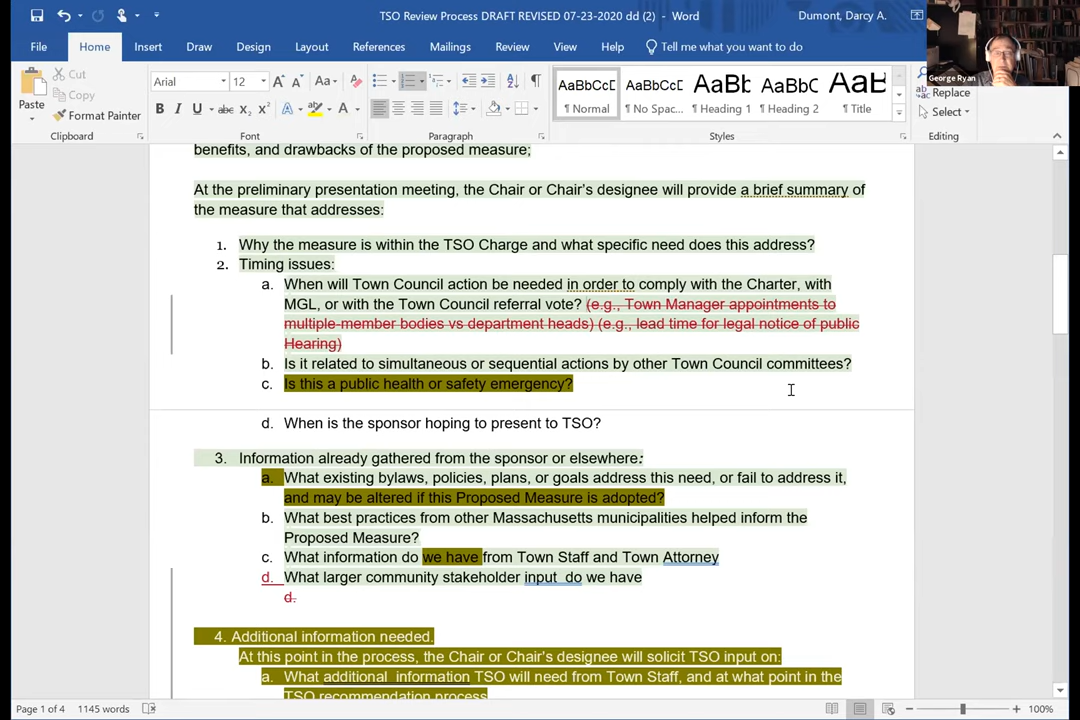 TSO Review Process DRAFT REVISED 07-23-2020 dd (2) - Word
Dumont, Darcy A.
George Ryan
File Home Insert Draw Design Layout References Mailings Review View Help Tell me what you want to do
Paste
Cut
Copy
Format Painter
Clipboard
Arial 12
Font
Paragraph
AaBbCcDd
¶ Normal
AaBbCcDd
¶ No Spac...
AaBbCc
¶ Heading 1
AaBbCc
¶ Heading 2
AaB
¶ Title
Styles
Replace
Select
Editing
benefits, and drawbacks of the proposed measure;
At the preliminary presentation meeting, the Chair or Chair's designee will provide a brief summary of
the measure that addresses:
1. Why the measure is within the TSO Charge and what specific need does this address?
2. Timing issues:
a. When will Town Council action be needed in order to comply with the Charter, with
MGL, or with the Town Council referral vote? (e.g., Town Manager appointments to
multiple-member bodies vs department heads) (e.g., lead time for legal notice of public
Hearing)
b. Is it related to simultaneous or sequential actions by other Town Council committees?
c. Is this a public health or safety emergency?
d. When is the sponsor hoping to present to TSO?
3. Information already gathered from the sponsor or elsewhere:
a. What existing bylaws, policies, plans, or goals address this need, or fail to address it,
and may be altered if this Proposed Measure is adopted?
b. What best practices from other Massachusetts municipalities helped inform the
Proposed Measure?
c. What information do we have from Town Staff and Town Attorney
d. What larger community stakeholder input do we have
d.
4. Additional information needed.
At this point in the process, the Chair or Chair's designee will solicit TSO input on:
a. What additional information TSO will need from Town Staff, and at what point in the
TSO recommendation process
Page 1 of 4 1145 words
100%